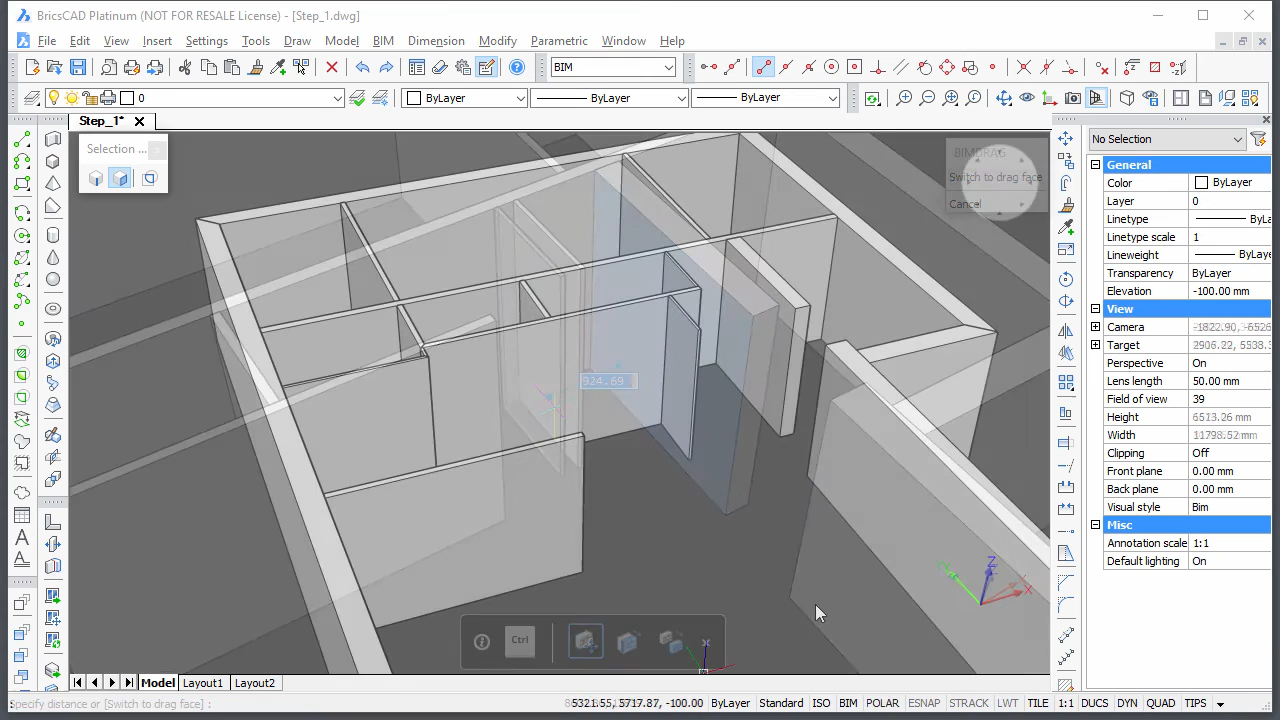 BricsCAD Platinum (NOT FOR RESALE License) - [Step_1.dwg]
File Edit View Insert Settings Tools Draw Model BIM Dimension Modify Parametric Window Help
BIM
0 ByLayer ByLayer ByLayer
Step_1*
Selection ...
BIMDRAG
Switch to drag face
Cancel
924.69
Ctrl
Z
X
X
No Selection
General
Color ByLayer
Layer 0
Linetype ByLa
Linetype scale 1
Lineweight ByLaye
Transparency ByLayer
Elevation -100.00 mm
View
Camera
Target
Perspective On
Lens length 50.00 mm
Field of view 39
Height 6513.26 mm
Width 11798.52 mm
Clipping Off
Front plane 0.00 mm
Back plane 0.00 mm
Visual style Bim
Misc
Annotation scale 1:1
Default lighting On
Model Layout1 Layout2
Specify distance or [Switch to drag face] :
5321.55, 5717.87, -100.00 ByLayer Standard ISO BIM POLAR ESNAP STRACK LWT TILE 1:1 DUCS DYN QUAD TIPS